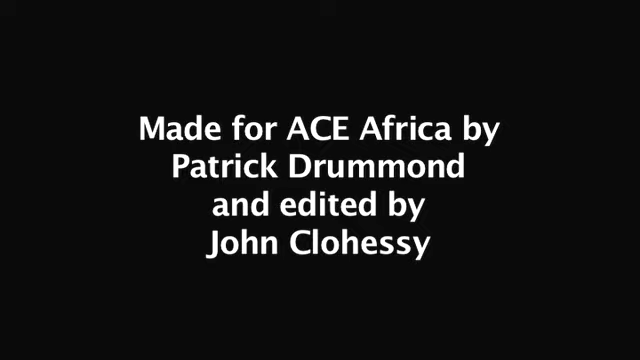 Made for ACE Africa by
Patrick Drummond
and edited by
John Clohessy